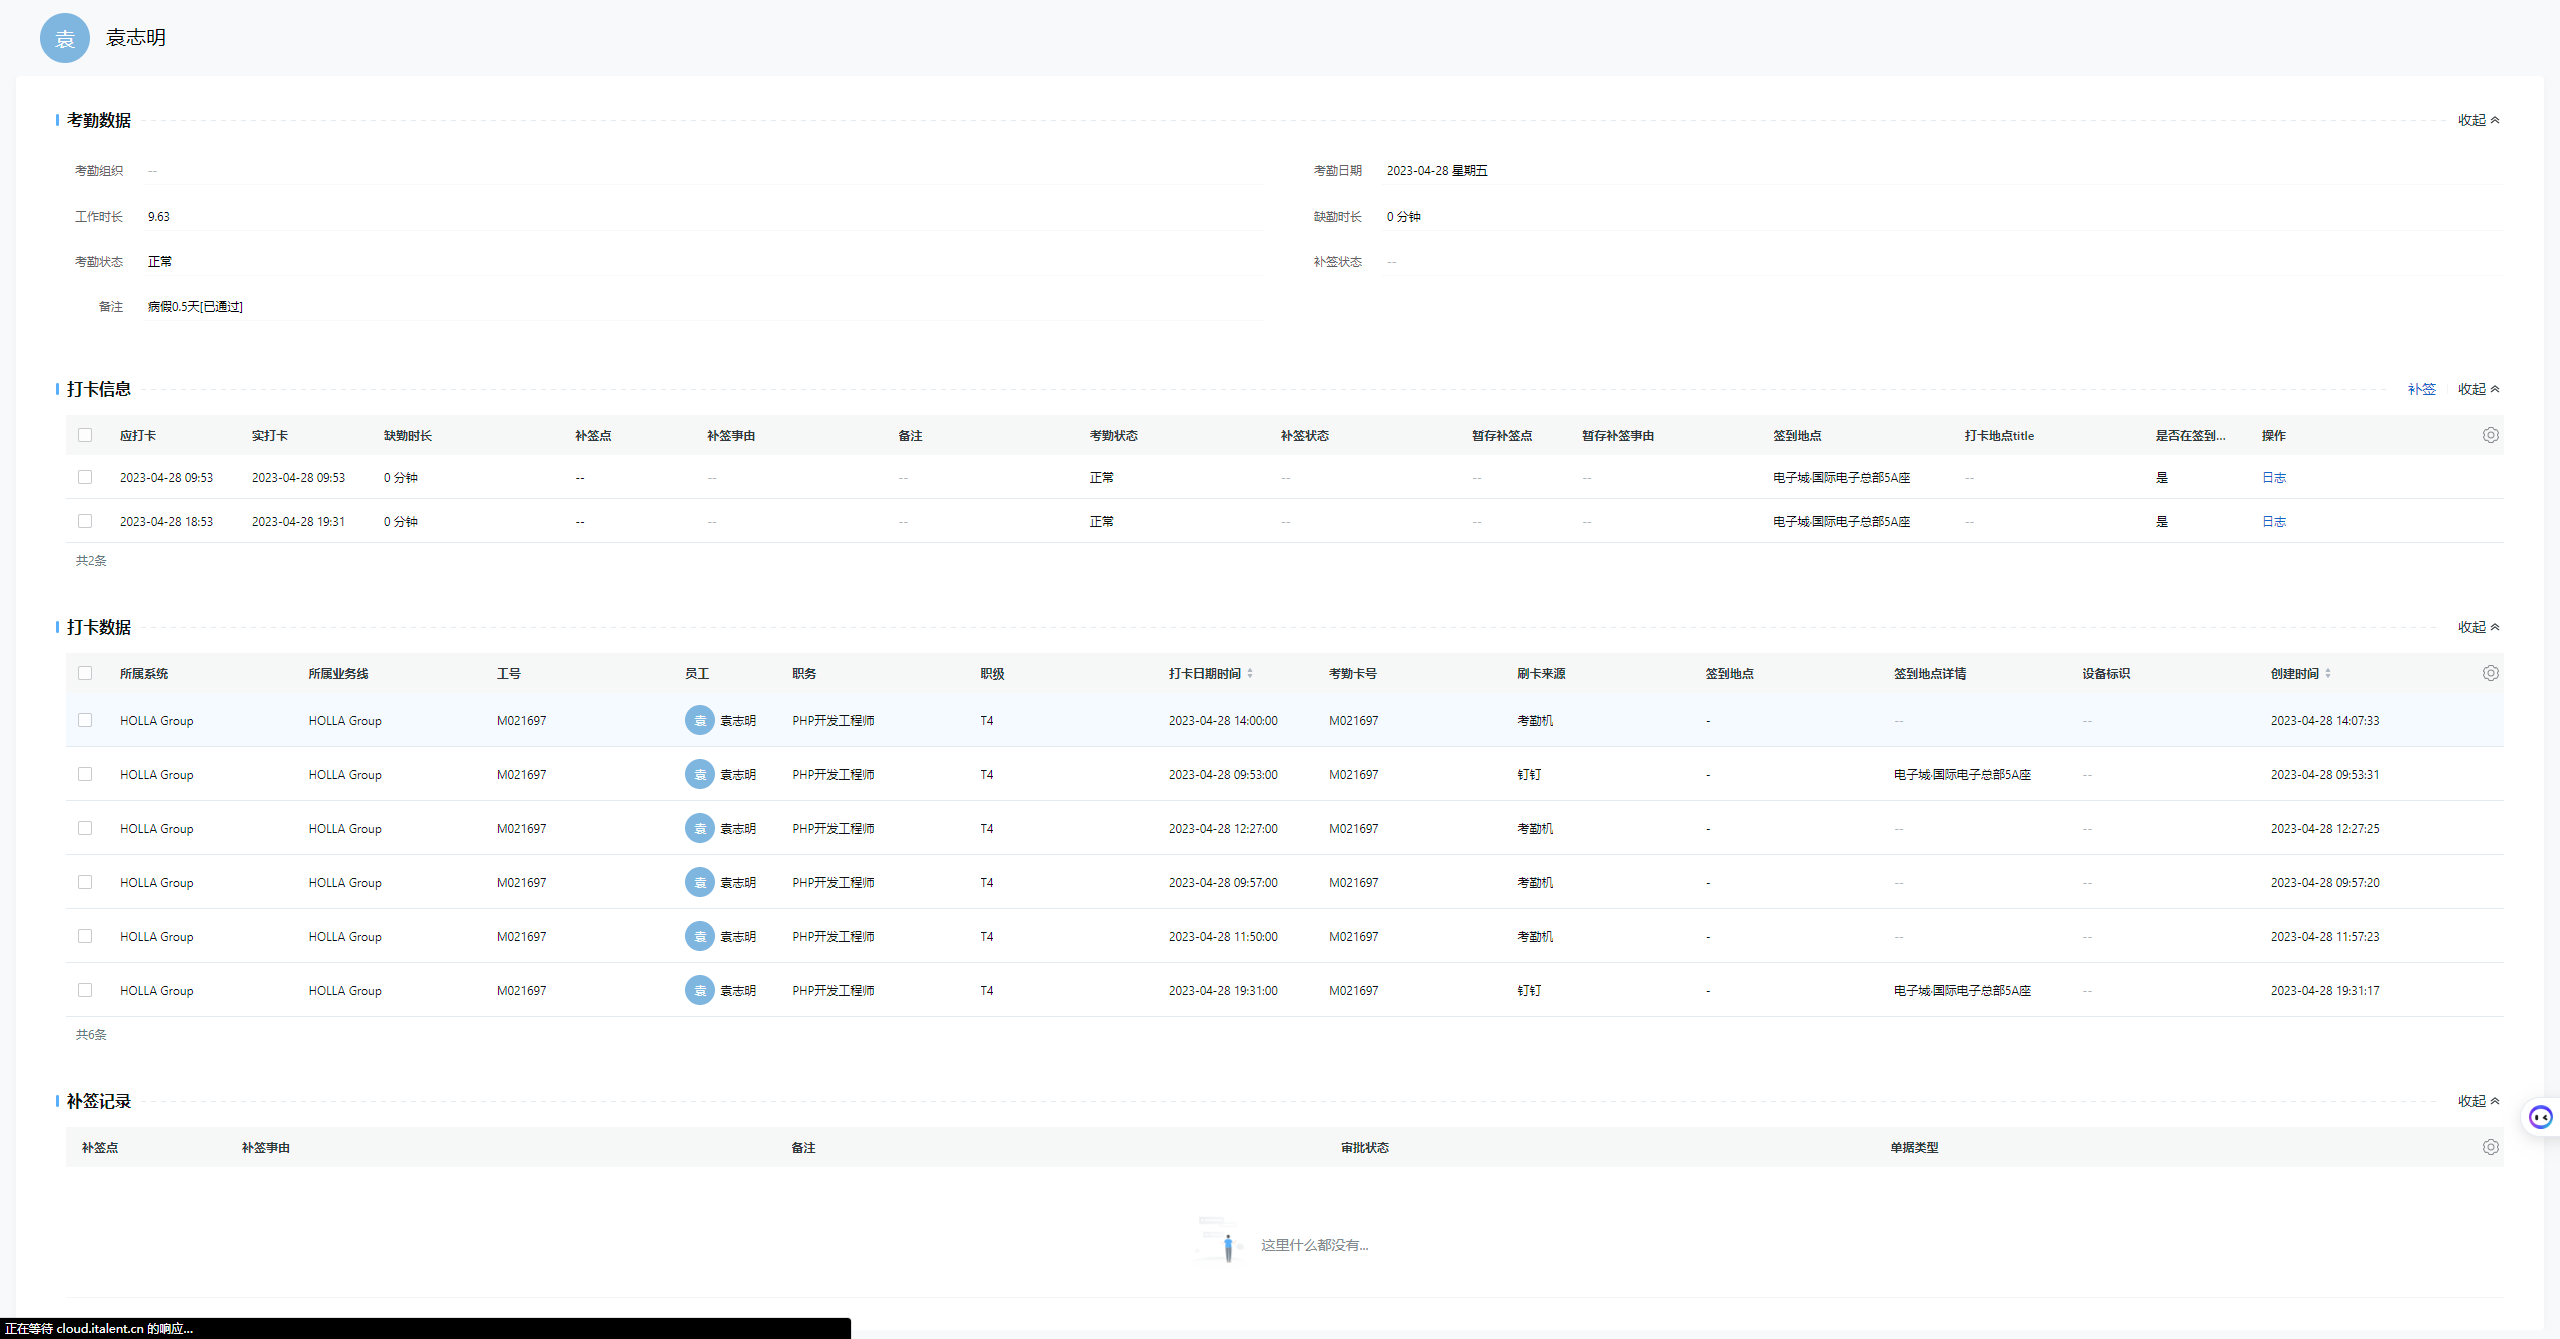 袁 袁志明
考勤数据 收起
考勤组织 -- 考勤日期 2023-04-28 星期五
工作时长 9.63 缺勤时长 0 分钟
考勤状态 正常 补签状态 --
备注 病假0.5天[已通过]
打卡信息 补签 收起
应打卡 实打卡 缺勤时长 补签点 补签事由 备注 考勤状态 补签状态 暂存补签点 暂存补签事由 签到地点 打卡地点title 是否在签到... 操作
2023-04-28 09:53 2023-04-28 09:53 0 分钟 -- -- -- 正常 -- -- -- 电子城·国际电子总部5A座 -- 是 日志
2023-04-28 18:53 2023-04-28 19:31 0 分钟 -- -- -- 正常 -- -- -- 电子城·国际电子总部5A座 -- 是 日志
共2条
打卡数据 收起
所属系统 所属业务线 工号 员工 职务 职级 打卡日期时间 考勤卡号 刷卡来源 签到地点 签到地点详情 设备标识 创建时间
HOLLA Group HOLLA Group M021697 袁 袁志明 PHP开发工程师 T4 2023-04-28 14:00:00 M021697 考勤机 - -- -- 2023-04-28 14:07:33
HOLLA Group HOLLA Group M021697 袁 袁志明 PHP开发工程师 T4 2023-04-28 09:53:00 M021697 钉钉 - 电子城·国际电子总部5A座 -- 2023-04-28 09:53:31
HOLLA Group HOLLA Group M021697 袁 袁志明 PHP开发工程师 T4 2023-04-28 12:27:00 M021697 考勤机 - -- -- 2023-04-28 12:27:25
HOLLA Group HOLLA Group M021697 袁 袁志明 PHP开发工程师 T4 2023-04-28 09:57:00 M021697 考勤机 - -- -- 2023-04-28 09:57:20
HOLLA Group HOLLA Group M021697 袁 袁志明 PHP开发工程师 T4 2023-04-28 11:50:00 M021697 考勤机 - -- -- 2023-04-28 11:57:23
HOLLA Group HOLLA Group M021697 袁 袁志明 PHP开发工程师 T4 2023-04-28 19:31:00 M021697 钉钉 - 电子城·国际电子总部5A座 -- 2023-04-28 19:31:17
共6条
补签记录 收起
补签点 补签事由 备注 审批状态 单据类型
这里什么都没有...
正在等待 cloud.italent.cn 的响应...